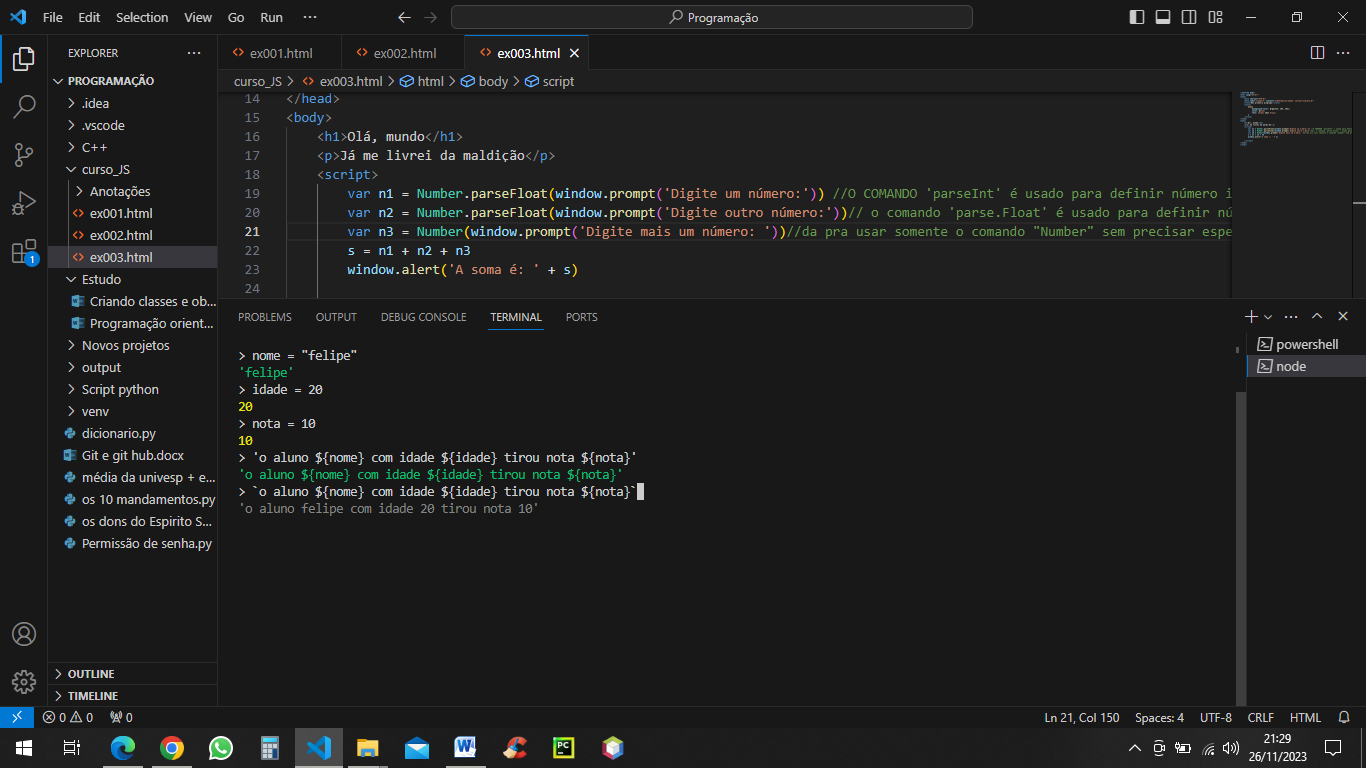 File Edit Selection View Go Run ··· Programação
EXPLORER ···
PROGRAMAÇÃO
.idea
.vscode
C++
curso_JS
Anotações
ex001.html
ex002.html
ex003.html
Estudo
Criando classes e ob...
Programação orient...
Novos projetos
output
Script python
venv
dicionario.py
Git e git hub.docx
média da univesp + e...
os 10 mandamentos.py
os dons do Espirito S...
Permissão de senha.py
OUTLINE
TIMELINE
1
ex001.html ex002.html ex003.html
curso_JS > ex003.html > html > body > script
14 </head>
15 <body>
16 <h1>Olá, mundo</h1>
17 <p>Já me livrei da maldição</p>
18 <script>
19 var n1 = Number.parseFloat(window.prompt('Digite um número:')) //O COMANDO 'parseInt' é usado para definir número i
20 var n2 = Number.parseFloat(window.prompt('Digite outro número:'))// o comando 'parse.Float' é usado para definir nú
21 var n3 = Number(window.prompt('Digite mais um número: '))//da pra usar somente o comando "Number" sem precisar espe
22 s = n1 + n2 + n3
23 window.alert('A soma é: ' + s)
24
PROBLEMS OUTPUT DEBUG CONSOLE TERMINAL PORTS
> nome = "felipe"
'felipe'
> idade = 20
20
> nota = 10
10
> 'o aluno ${nome} com idade ${idade} tirou nota ${nota}'
'o aluno ${nome} com idade ${idade} tirou nota ${nota}'
> `o aluno ${nome} com idade ${idade} tirou nota ${nota}`
'o aluno felipe com idade 20 tirou nota 10'
powershell
node
0 0 0 Ln 21, Col 150 Spaces: 4 UTF-8 CRLF HTML
W PC 21:29
26/11/2023